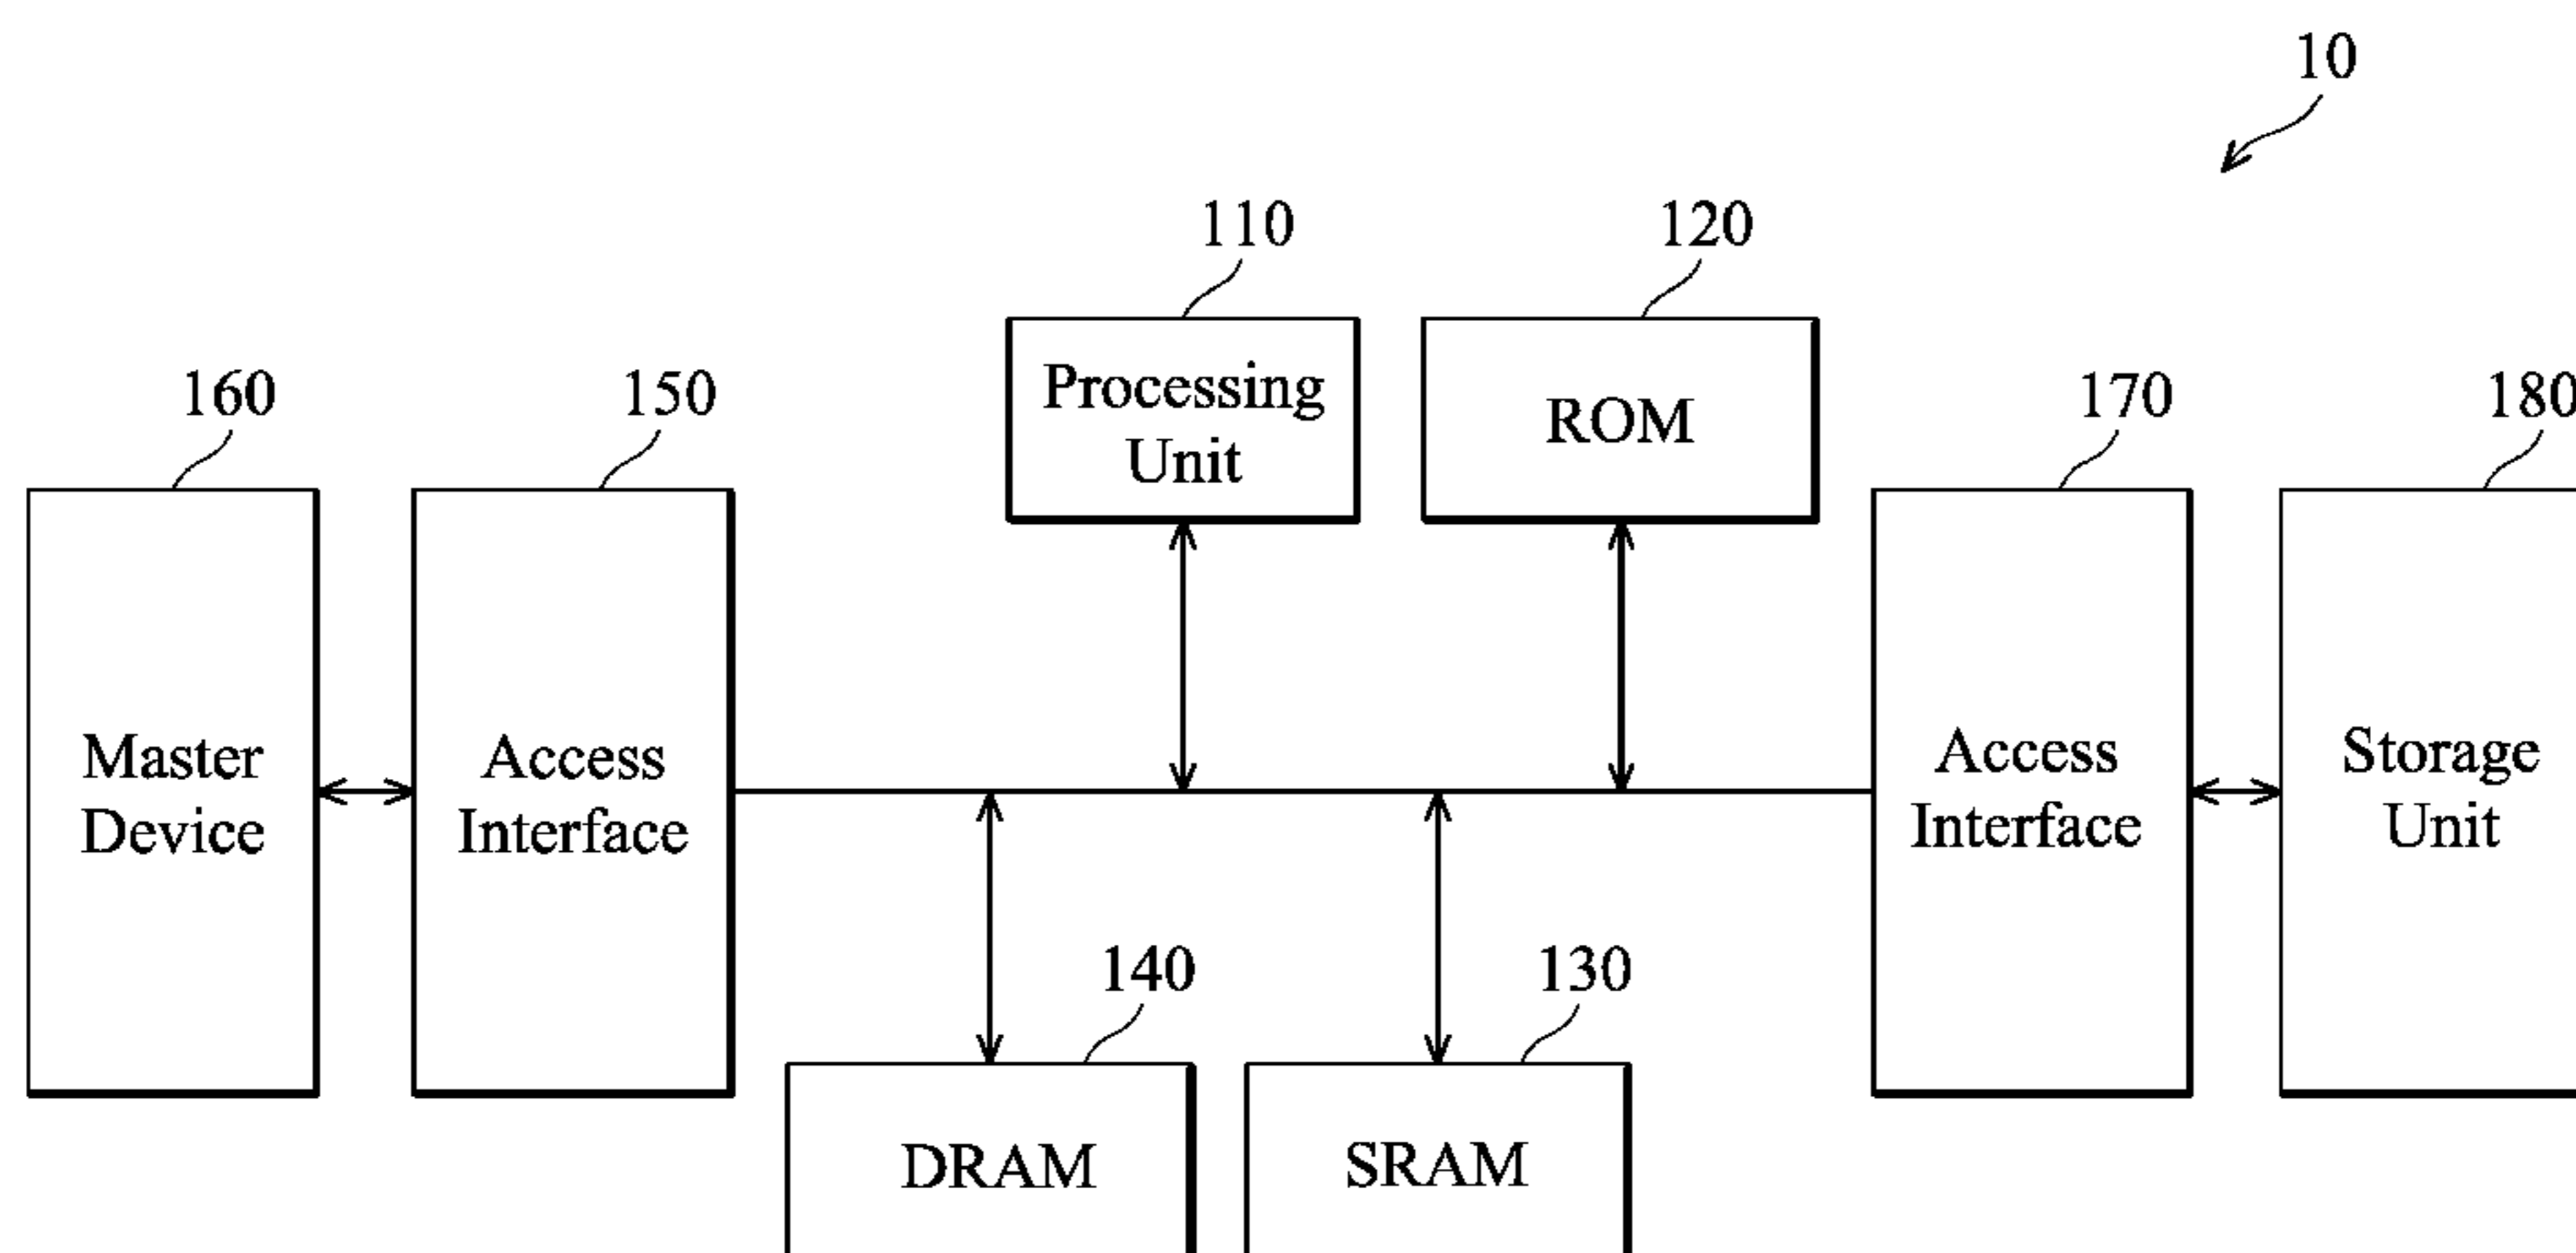 10
110
120
Processing
Unit
ROM
160
150
170
180
Master
Device
Access
Interface
Access
Interface
Storage
Unit
140
130
DRAM
SRAM